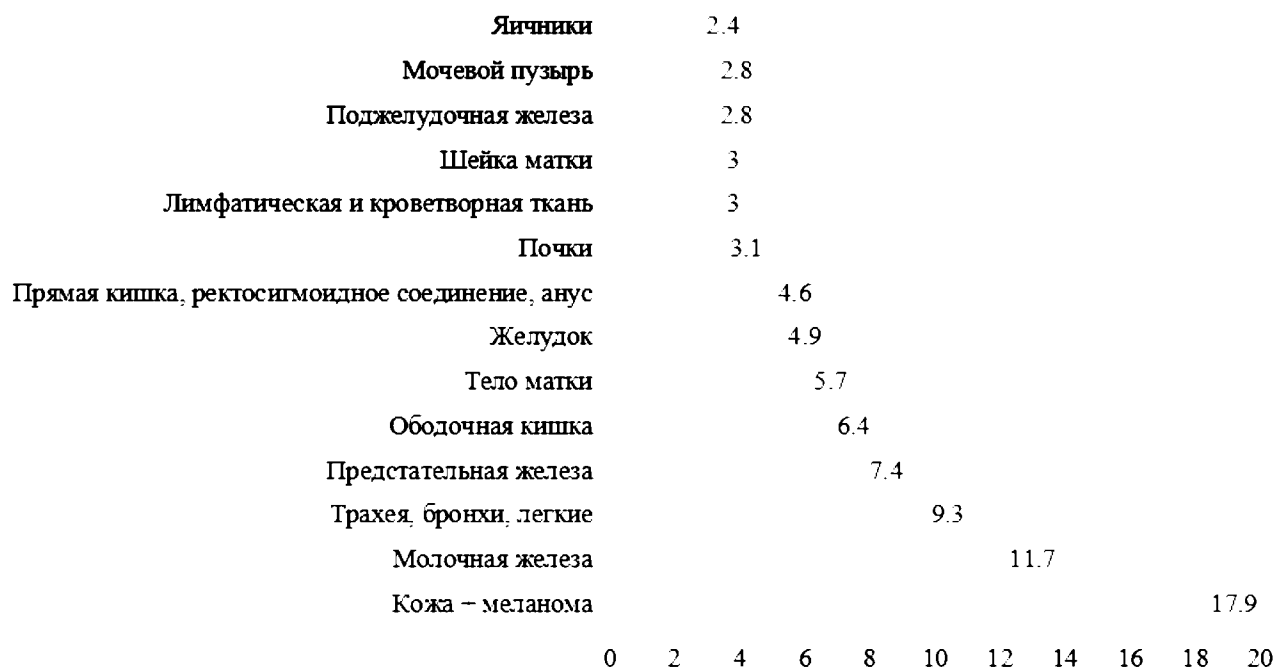 Яичники 2.4
Мочевой пузырь 2.8
Поджелудочная железа 2.8
Шейка матки 3
Лимфатическая и кроветворная ткань 3
Почки 3.1
Прямая кишка, ректосигмоидное соединение, анус 4.6
Желудок 4.9
Тело матки 5.7
Ободочная кишка 6.4
Предстательная железа 7.4
Трахея, бронхи, легкие 9.3
Молочная железа 11.7
Кожа + меланома 17.9
0 2 4 6 8 10 12 14 16 18 20